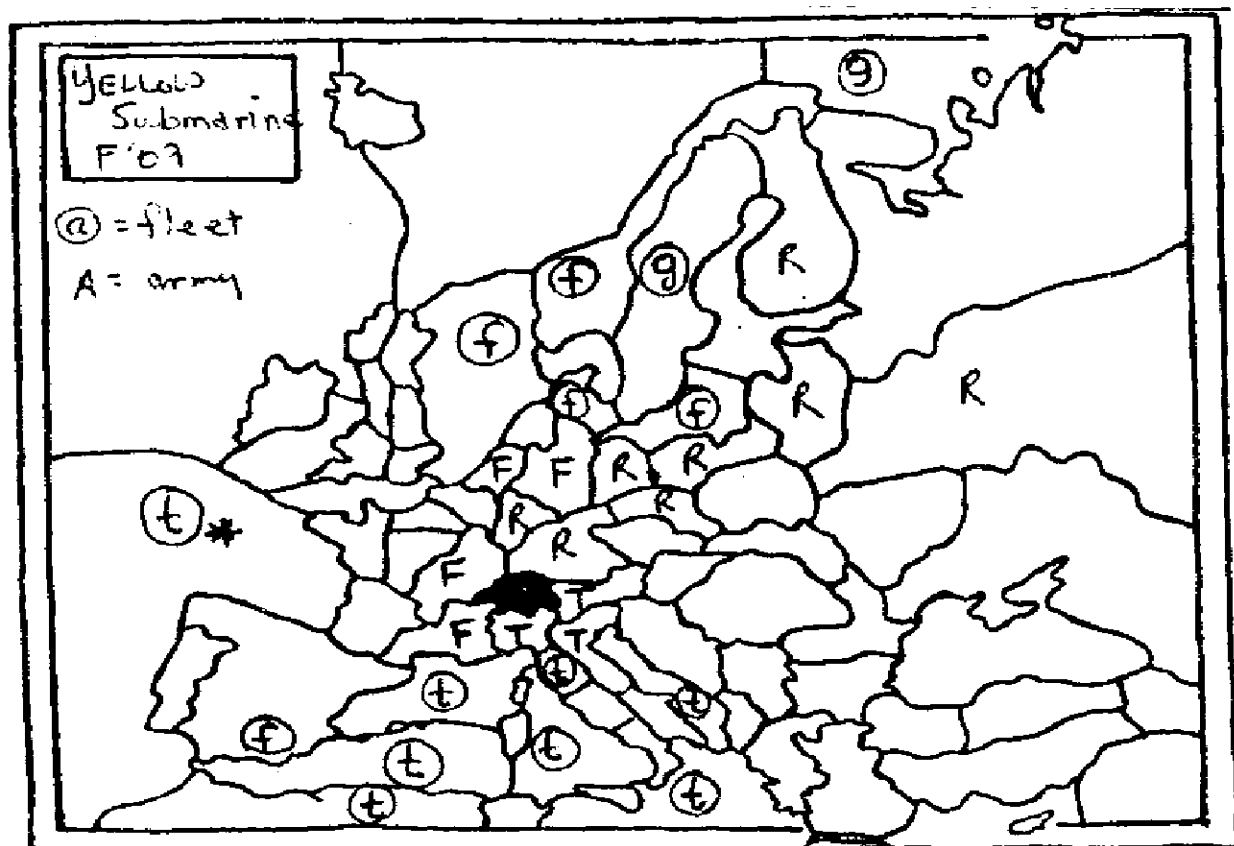 YELLOW
Submarine
F'07
ⓐ = fleet
A = army
g
f
g
R
f
f
f
R
R
F
F
R
R
t*
R
R
R
F
T
F
T
T
t
t
t
f
t
t
t
t